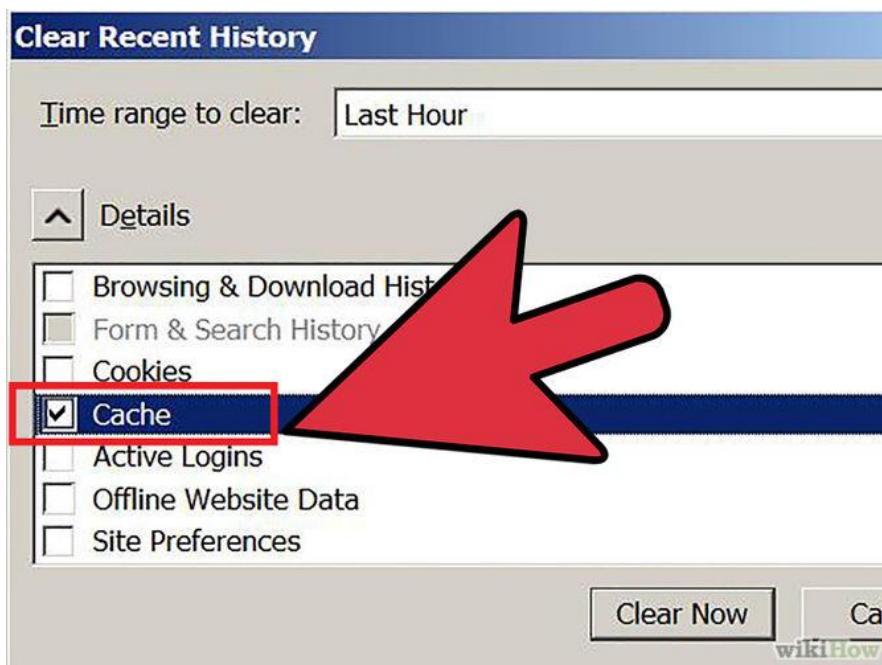 Clear Recent History
Time range to clear: Last Hour
Details
Browsing & Download Hist
Form & Search History
Cookies
Cache
Active Logins
Offline Website Data
Site Preferences
Clear Now Ca
wikiHow